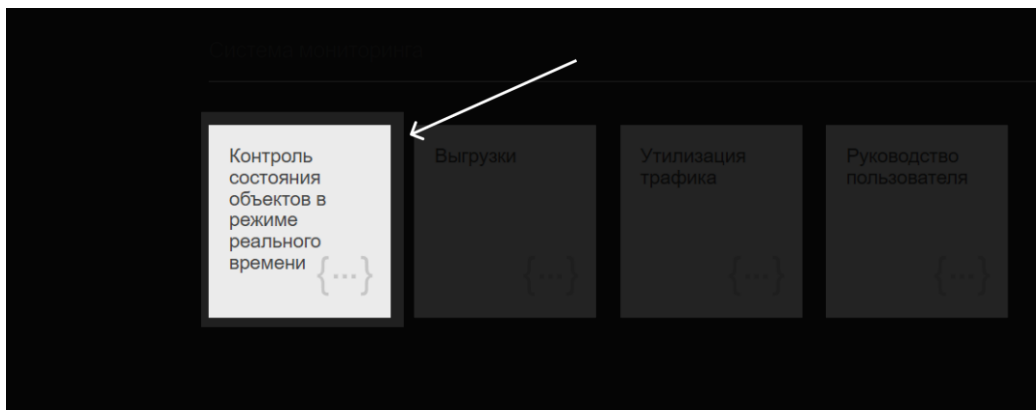 Система мониторинга
Контроль
состояния
объектов в
режиме
реального
времени
{...}
Выгрузки
{...}
Утилизация
трафика
{...}
Руководство
пользователя
{...}